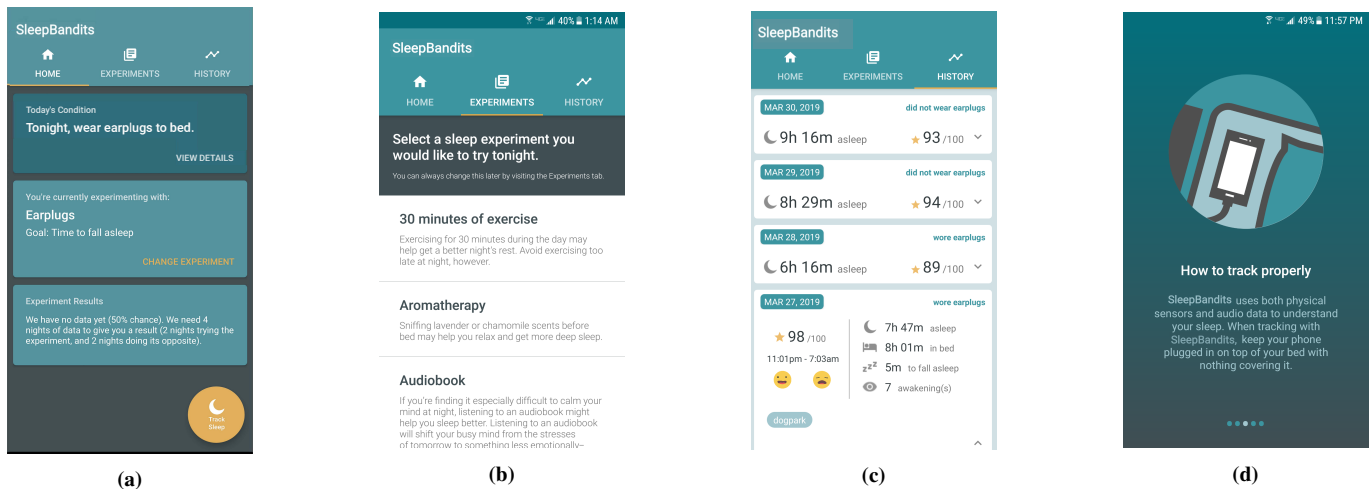 SleepBandits
HOME
EXPERIMENTS
HISTORY
Today's Condition
Tonight, wear earplugs to bed.
VIEW DETAILS
You're currently experimenting with:
Earplugs
Goal: Time to fall asleep
CHANGE EXPERIMENT
Experiment Results
We have no data yet (50% chance). We need 4
nights of data to give you a result (2 nights trying the
experiment, and 2 nights doing its opposite).
Track
Sleep
(a)
40% 1:14 AM
SleepBandits
HOME
EXPERIMENTS
HISTORY
Select a sleep experiment you
would like to try tonight.
You can always change this later by visiting the Experiments tab.
30 minutes of exercise
Exercising for 30 minutes during the day may
help get a better night's rest. Avoid exercising too
late at night, however.
Aromatherapy
Sniffing lavender or chamomile scents before
bed may help you relax and get more deep sleep.
Audiobook
If you're finding it especially difficult to calm your
mind at night, listening to an audiobook might
help you sleep better. Listening to an audiobook
will shift your busy mind from the stresses
of tomorrow to something less emotionally–
(b)
SleepBandits
HOME
EXPERIMENTS
HISTORY
MAR 30, 2019 did not wear earplugs
9h 16m asleep 93 /100
MAR 29, 2019 did not wear earplugs
8h 29m asleep 94 /100
MAR 28, 2019 wore earplugs
6h 16m asleep 89 /100
MAR 27, 2019 wore earplugs
98 /100
11:01pm - 7:03am
7h 47m asleep
8h 01m in bed
zzz 5m to fall asleep
7 awakening(s)
dogpark
(c)
49% 11:57 PM
How to track properly
SleepBandits uses both physical
sensors and audio data to understand
your sleep. When tracking with
SleepBandits, keep your phone
plugged in on top of your bed with
nothing covering it.
(d)